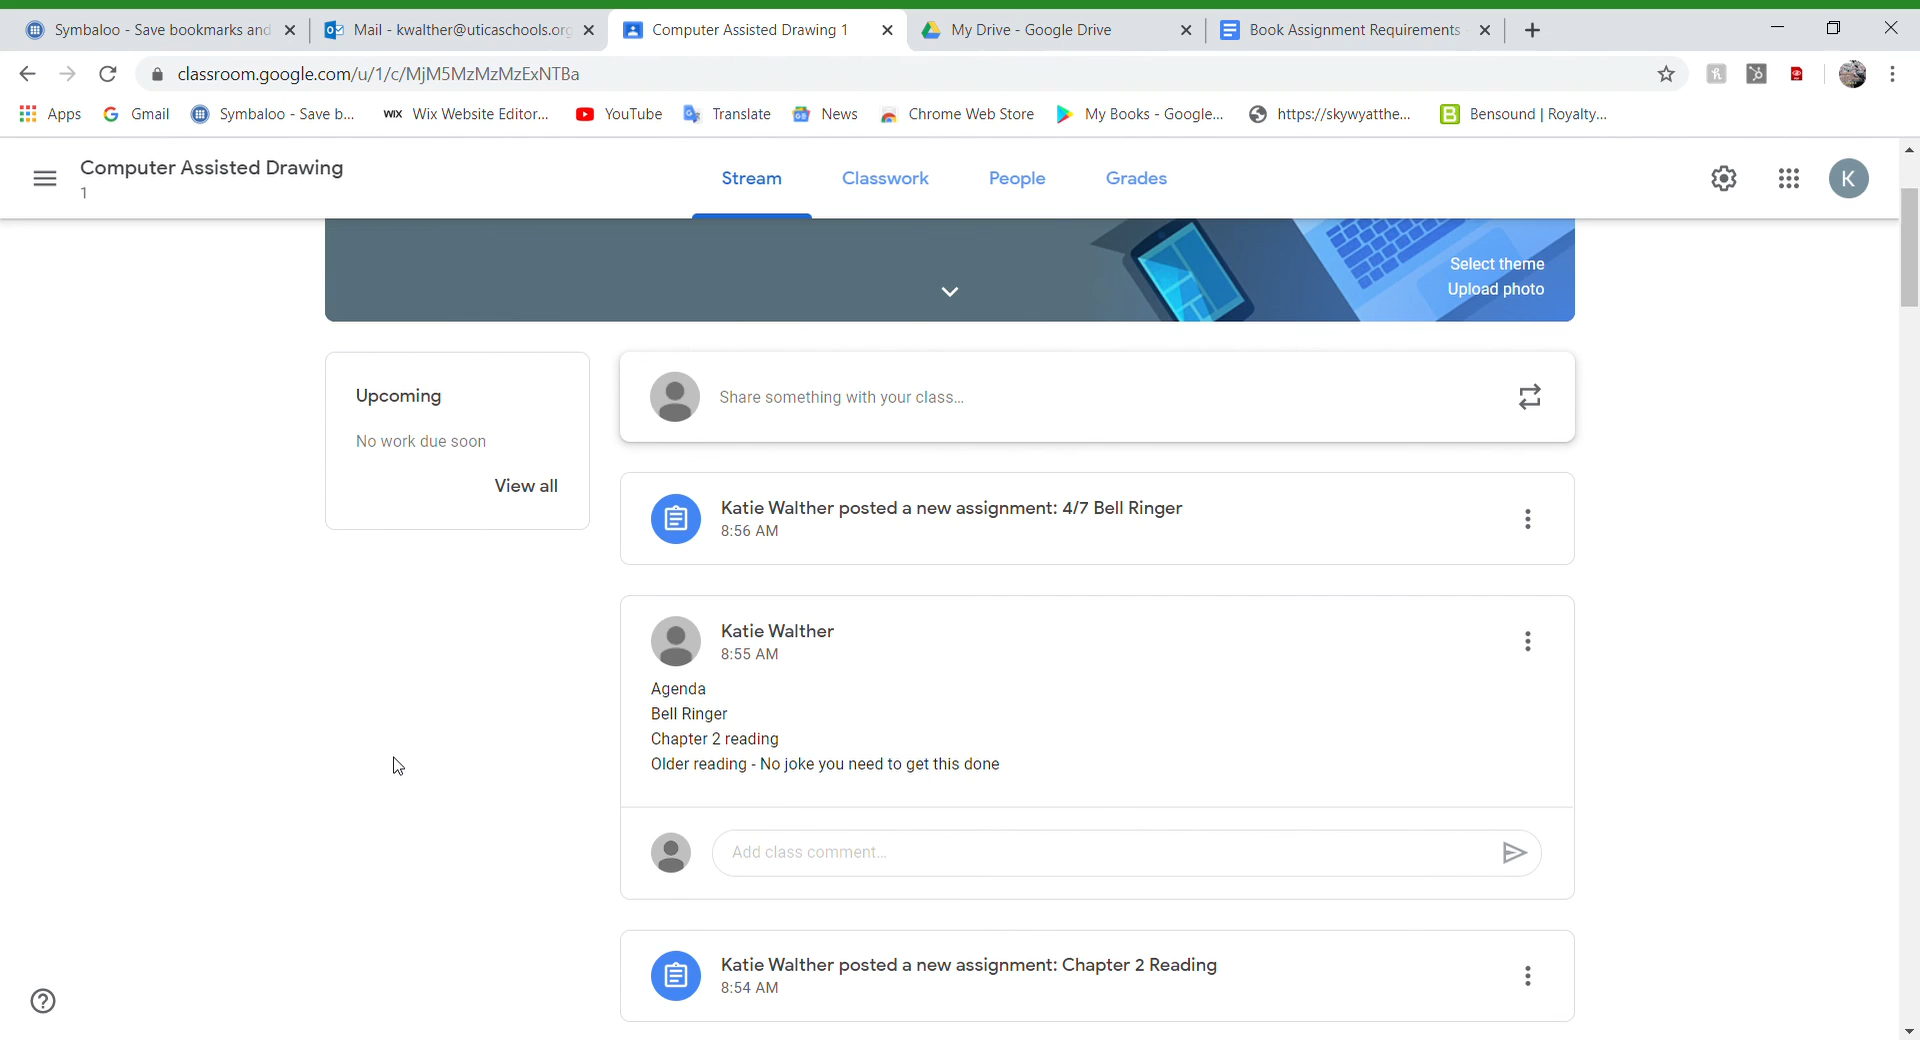 Symbaloo - Save bookmarks and
Mail - kwalther@uticaschools.org
Computer Assisted Drawing 1
My Drive - Google Drive
Book Assignment Requirements
classroom.google.com/u/1/c/MjM5MzMzMzExNTBa
Apps
Gmail
Symbaloo - Save b...
WIX Wix Website Editor...
YouTube
Translate
News
Chrome Web Store
My Books - Google...
https://skywyatthe...
B Bensound | Royalty...
Computer Assisted Drawing
1
Stream
Classwork
People
Grades
K
Select theme
Upload photo
Upcoming
No work due soon
View all
Share something with your class...
Katie Walther posted a new assignment: 4/7 Bell Ringer
8:56 AM
Katie Walther
8:55 AM
Agenda
Bell Ringer
Chapter 2 reading
Older reading - No joke you need to get this done
Add class comment...
Katie Walther posted a new assignment: Chapter 2 Reading
8:54 AM